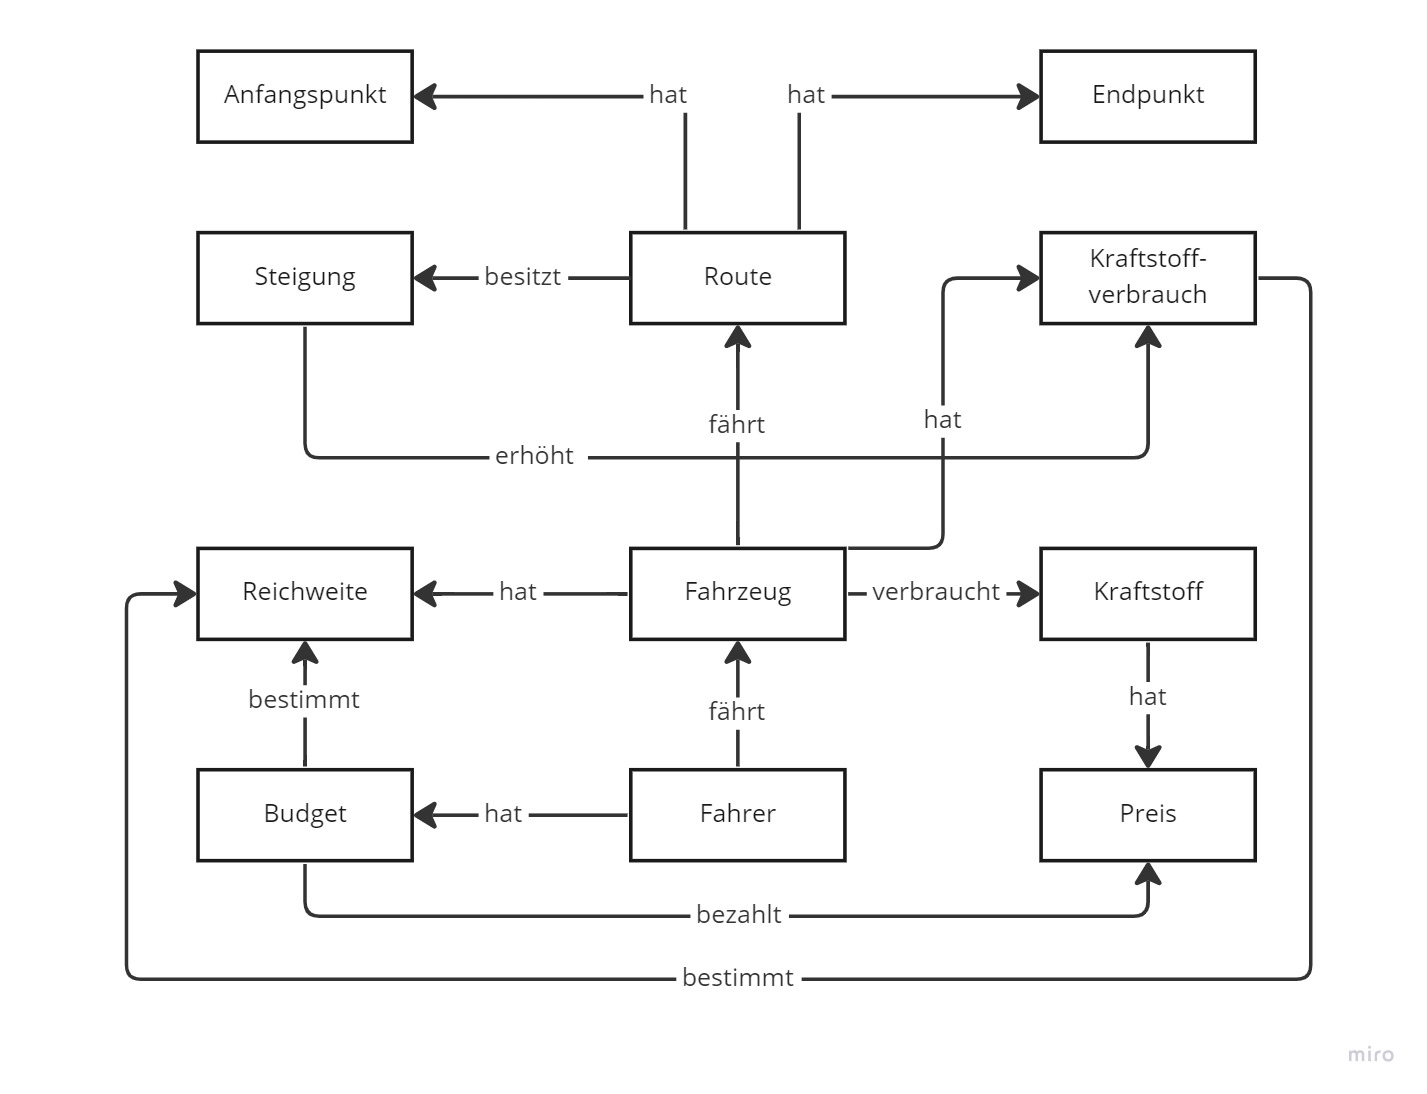 Anfangspunkt
hat
hat
Endpunkt
Steigung
besitzt
Route
Kraftstoff-
verbrauch
fährt
hat
erhöht
Reichweite
hat
Fahrzeug
verbraucht
Kraftstoff
bestimmt
fährt
hat
Budget
hat
Fahrer
Preis
bezahlt
bestimmt
miro